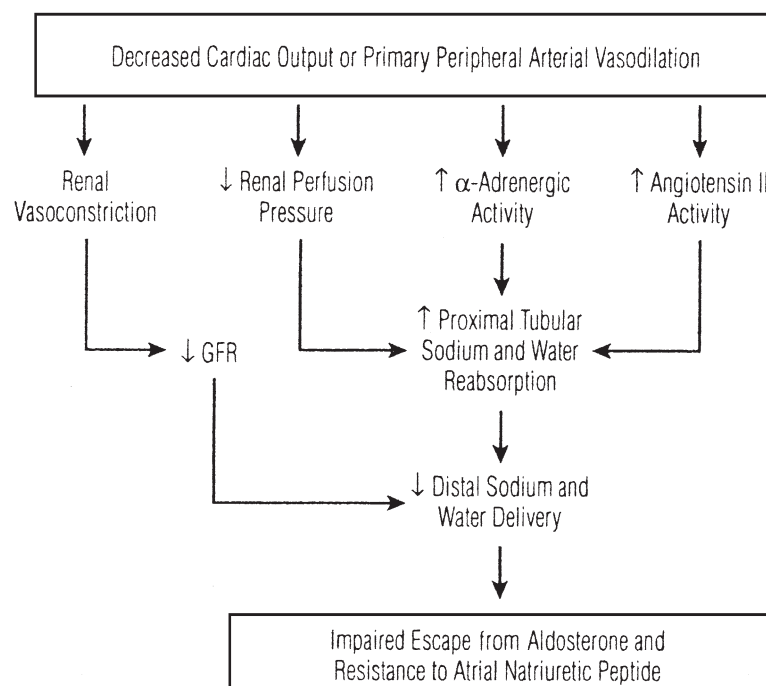 Decreased Cardiac Output or Primary Peripheral Arterial Vasodilation
Renal
Vasoconstriction
↓ Renal Perfusion
Pressure
↑ α-Adrenergic
Activity
↑ Angiotensin II
Activity
↓ GFR
↑ Proximal Tubular
Sodium and Water
Reabsorption
↓ Distal Sodium and
Water Delivery
Impaired Escape from Aldosterone and
Resistance to Atrial Natriuretic Peptide